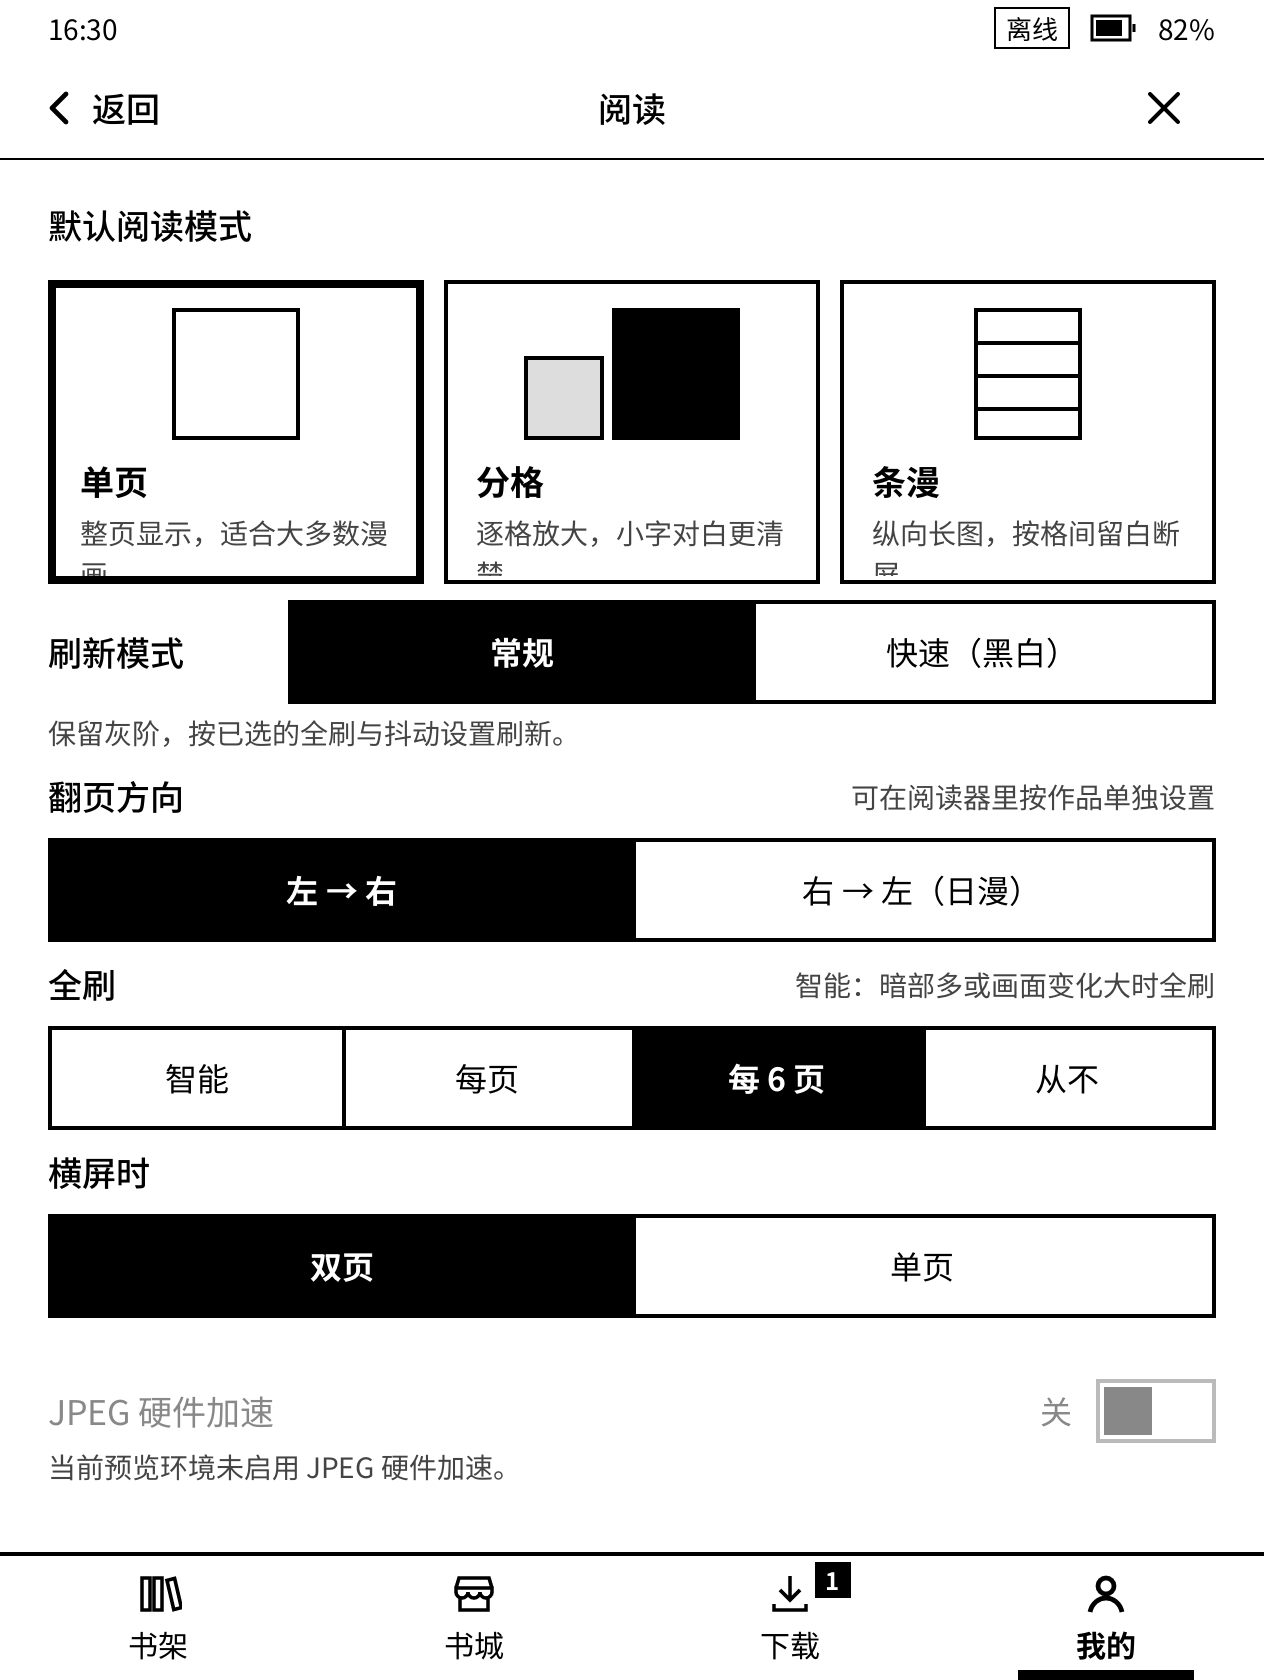 16:30
离线
82%
返回
阅读
默认阅读模式
单页
整页显示，适合大多数漫
画
分格
逐格放大，小字对白更清
楚
条漫
纵向长图，按格间留白断
屏
刷新模式
常规
快速（黑白）
保留灰阶，按已选的全刷与抖动设置刷新。
翻页方向
可在阅读器里按作品单独设置
左 → 右
右 → 左（日漫）
全刷
智能：暗部多或画面变化大时全刷
智能
每页
每 6 页
从不
横屏时
双页
单页
JPEG 硬件加速
关
当前预览环境未启用 JPEG 硬件加速。
书架
书城
1
下载
我的